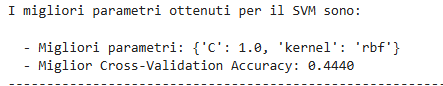 I migliori parametri ottenuti per il SVM sono:
- Migliori parametri: {'C': 1.0, 'kernel': 'rbf'}
- Miglior Cross-Validation Accuracy: 0.4440
------------------------------------------------------------